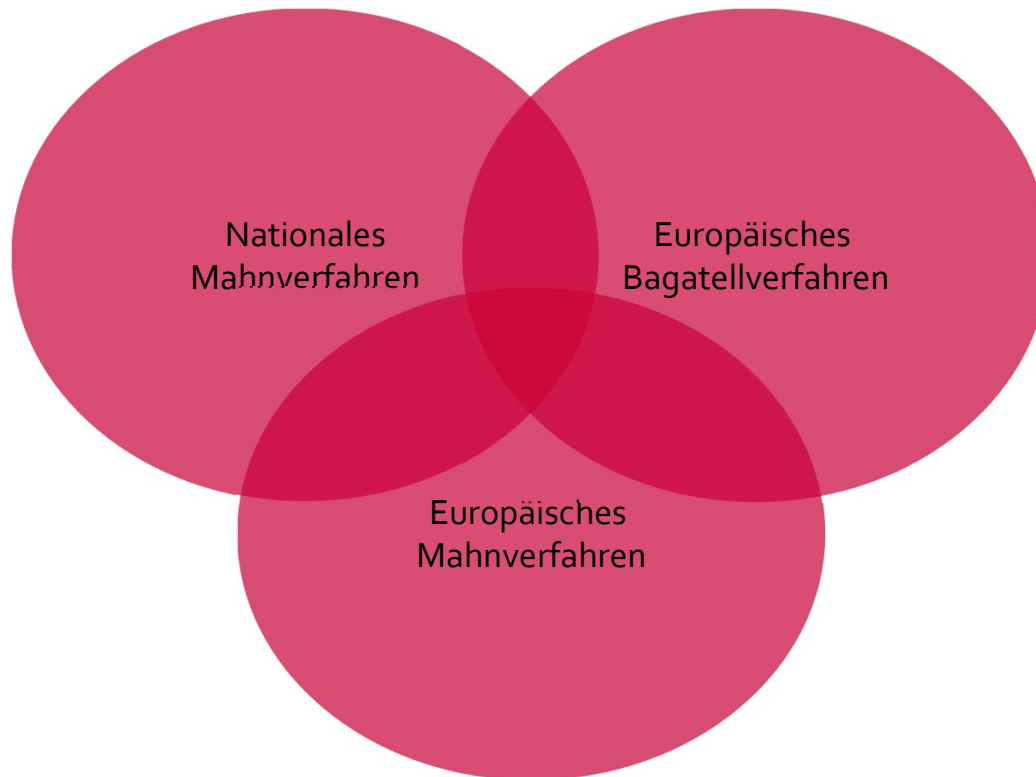 Nationales
Mahnverfahren
Europäisches
Bagatellverfahren
Europäisches
Mahnverfahren